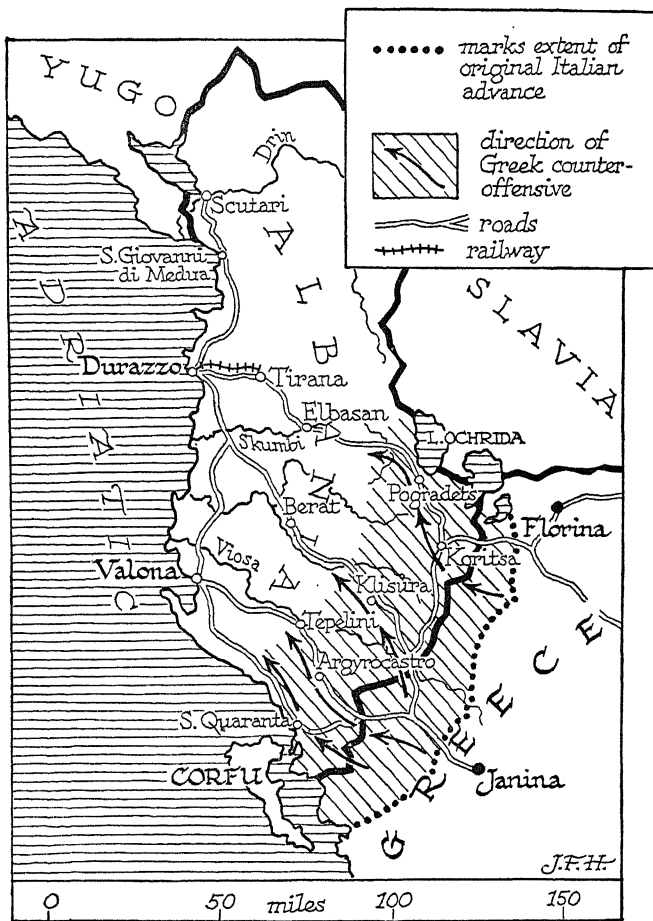 marks extent of
original Italian
advance
direction of
Greek counter-
offensive
roads
railway
YUGO
SLAVIA
Drin
Scutari
S. Giovanni
di Medua
ALBANIA
ADRIATIC
Durazzo
Tirana
Elbasan
Skumbi
L. OCHRIDA
Pogradets
Berat
Florina
Koritsa
Viosa
Valona
Klisura
Tepelini
Argyrocastro
GREECE
S. Quaranta
CORFU
Janina
J.F.H.
0 50 miles 100 150